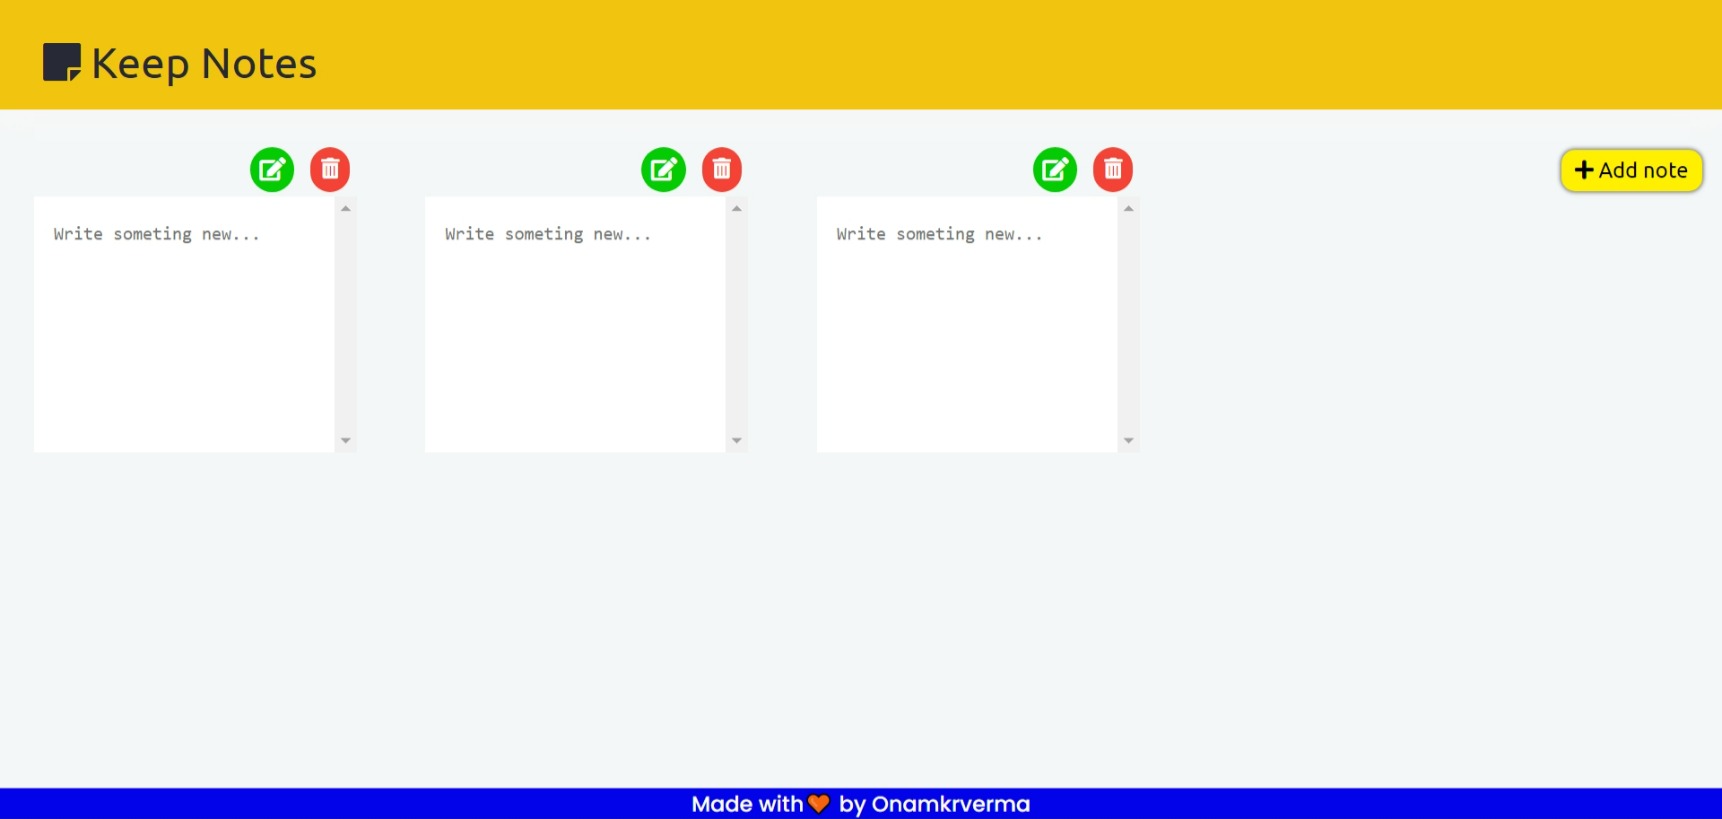 Keep Notes
Add note
Write someting new...
Write someting new...
Write someting new...
Made with🧡 by Onamkrverma